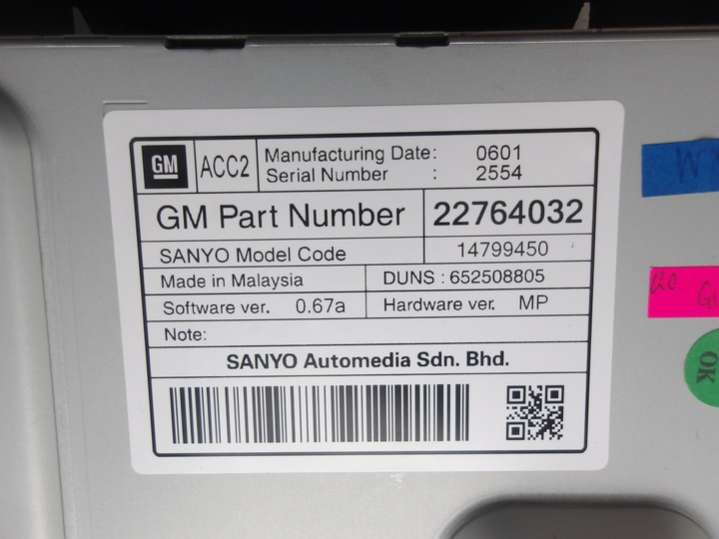 GM ACC2 Manufacturing Date: 0601
Serial Number : 2554
GM Part Number 22764032
SANYO Model Code 14799450
Made in Malaysia DUNS : 652508805
Software ver. 0.67a Hardware ver. MP
Note:
SANYO Automedia Sdn. Bhd.
W
OK